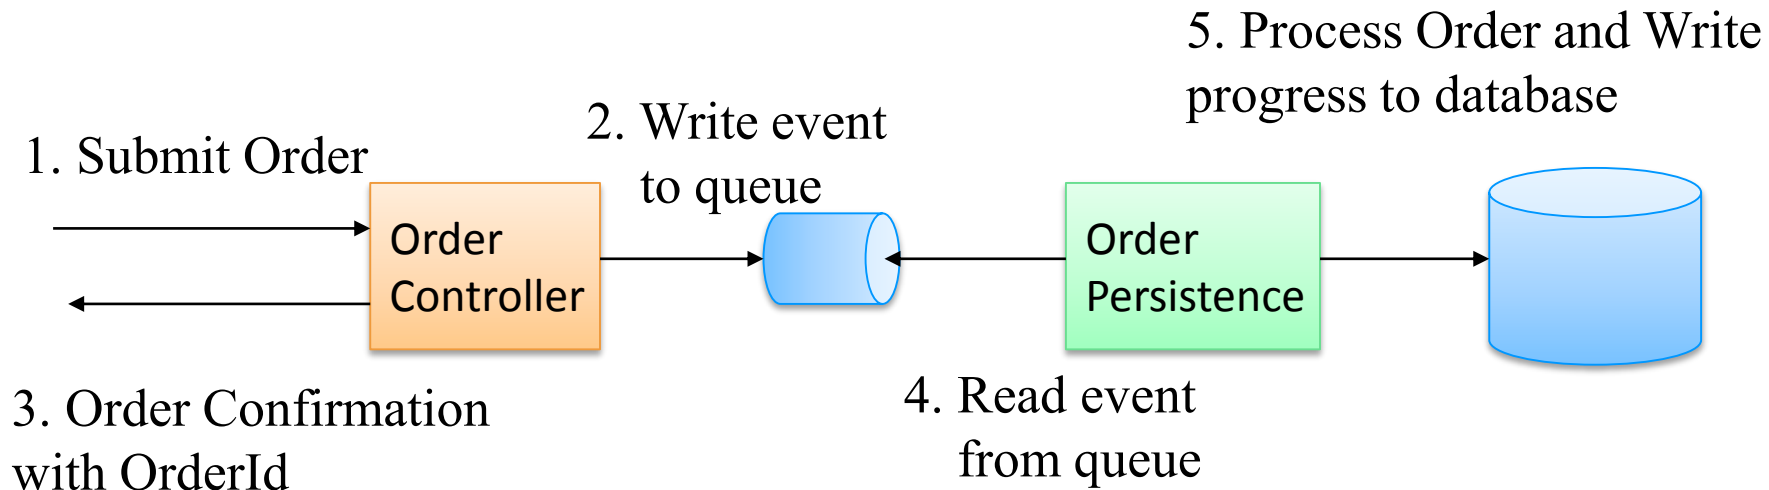 1. Submit Order
Order
Controller
3. Order Confirmation
with OrderId
2. Write event
to queue
4. Read event
from queue
Order
Persistence
5. Process Order and Write
progress to database